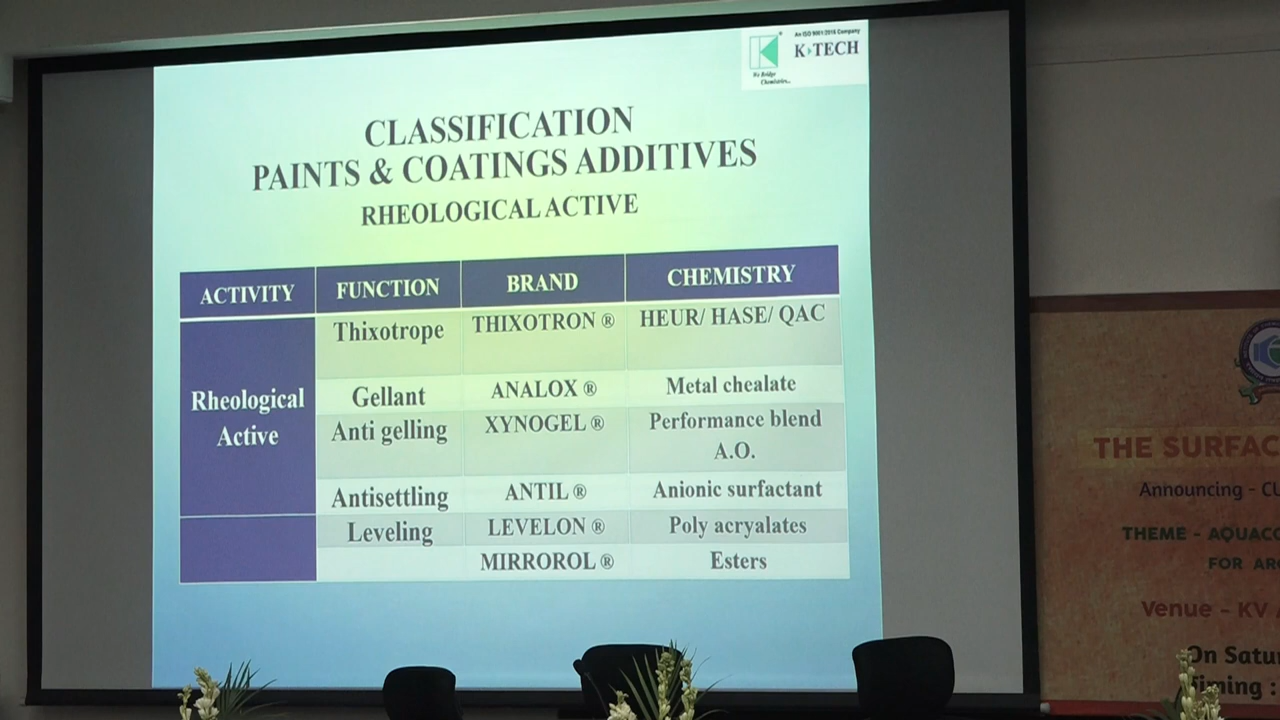 An ISO 9001:2015 Company
K-TECH
We Bridge
Chemistries...
CLASSIFICATION
PAINTS & COATINGS ADDITIVES
RHEOLOGICAL ACTIVE
ACTIVITY FUNCTION BRAND CHEMISTRY
Rheological
Active
Thixotrope THIXOTRON ® HEUR/ HASE/ QAC
Gellant ANALOX ® Metal chealate
Anti gelling XYNOGEL ® Performance blend
A.O.
Antisettling ANTIL ® Anionic surfactant
Leveling LEVELON ® Poly acryalates
MIRROROL ® Esters
THE SURFAC
Announcing - CU
THEME - AQUACO
FOR AR
Venue - KV
On Satu
Timing :